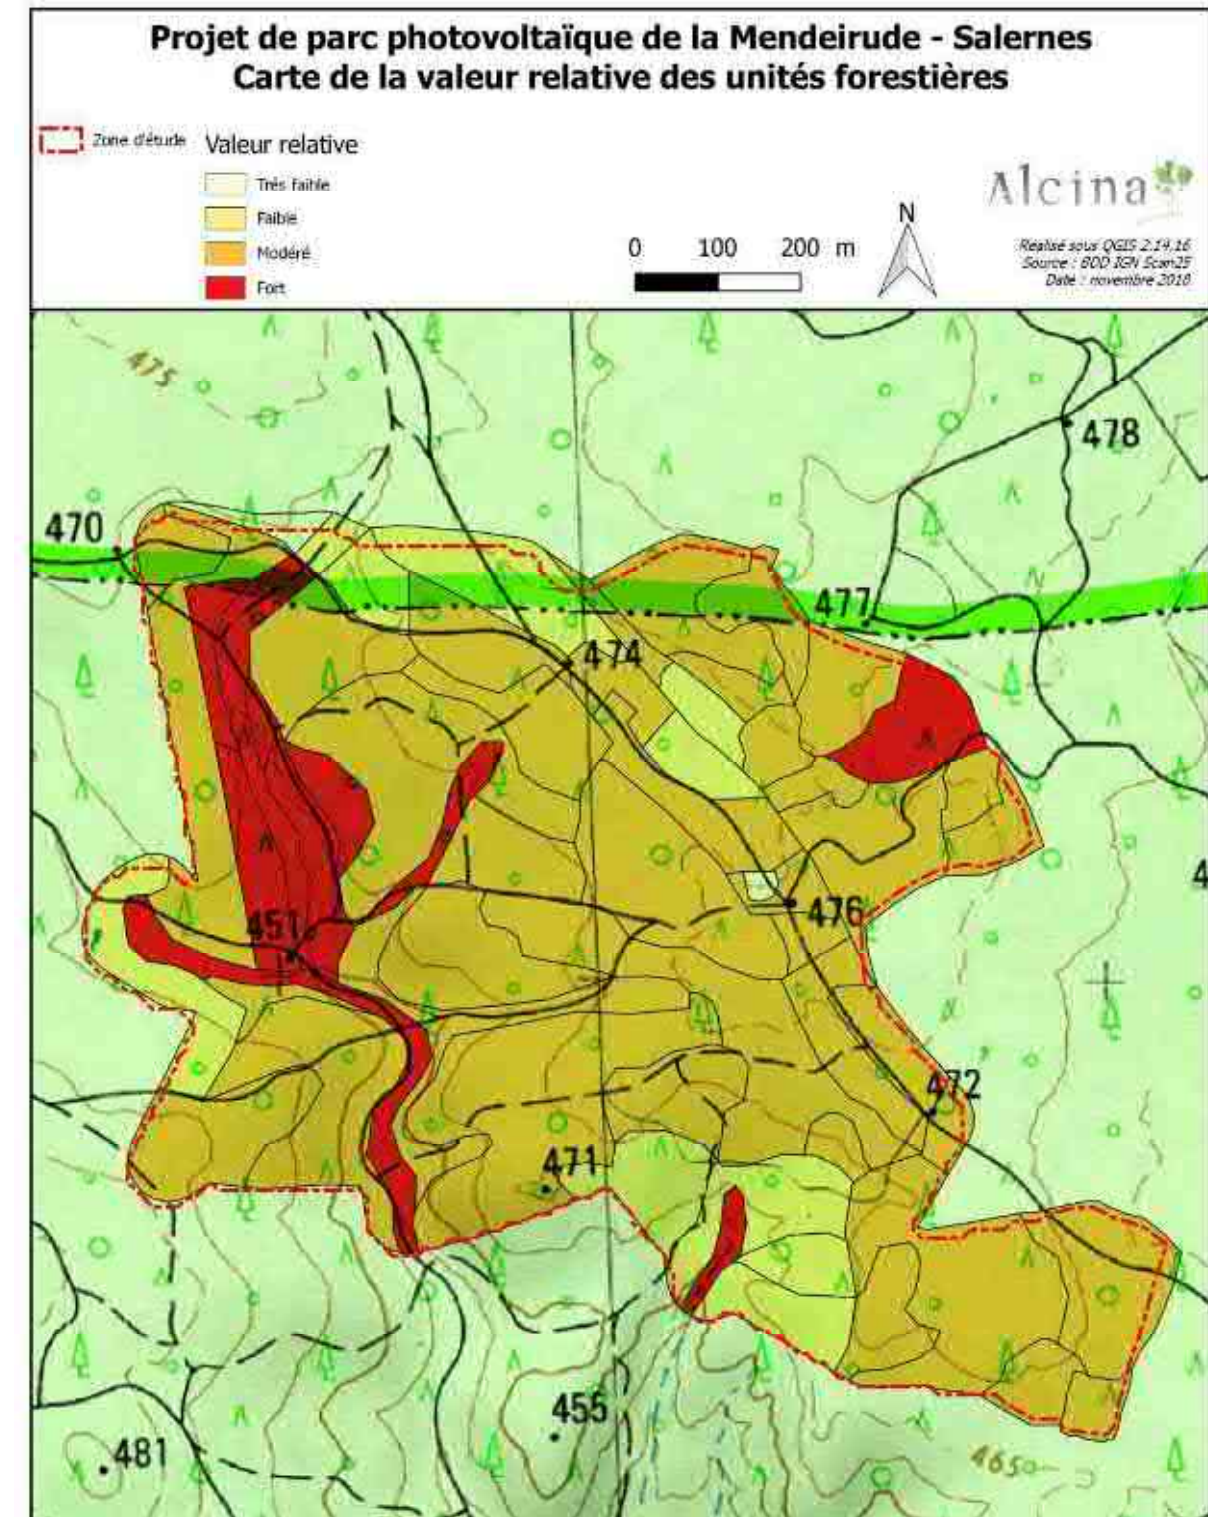 Projet de parc photovoltaïque de la Mendeirude - Salernes
Carte de la valeur relative des unités forestières
Zone d'étude
Valeur relative
Très faible
Faible
Modéré
Fort
0 100 200 m
N
Alcina
Réalisé sous QGIS 2.14.16
Source : BDD IGN Scan25
Date : novembre 2018
475
478
470
477
474
476
451
472
471
455
481
465
4